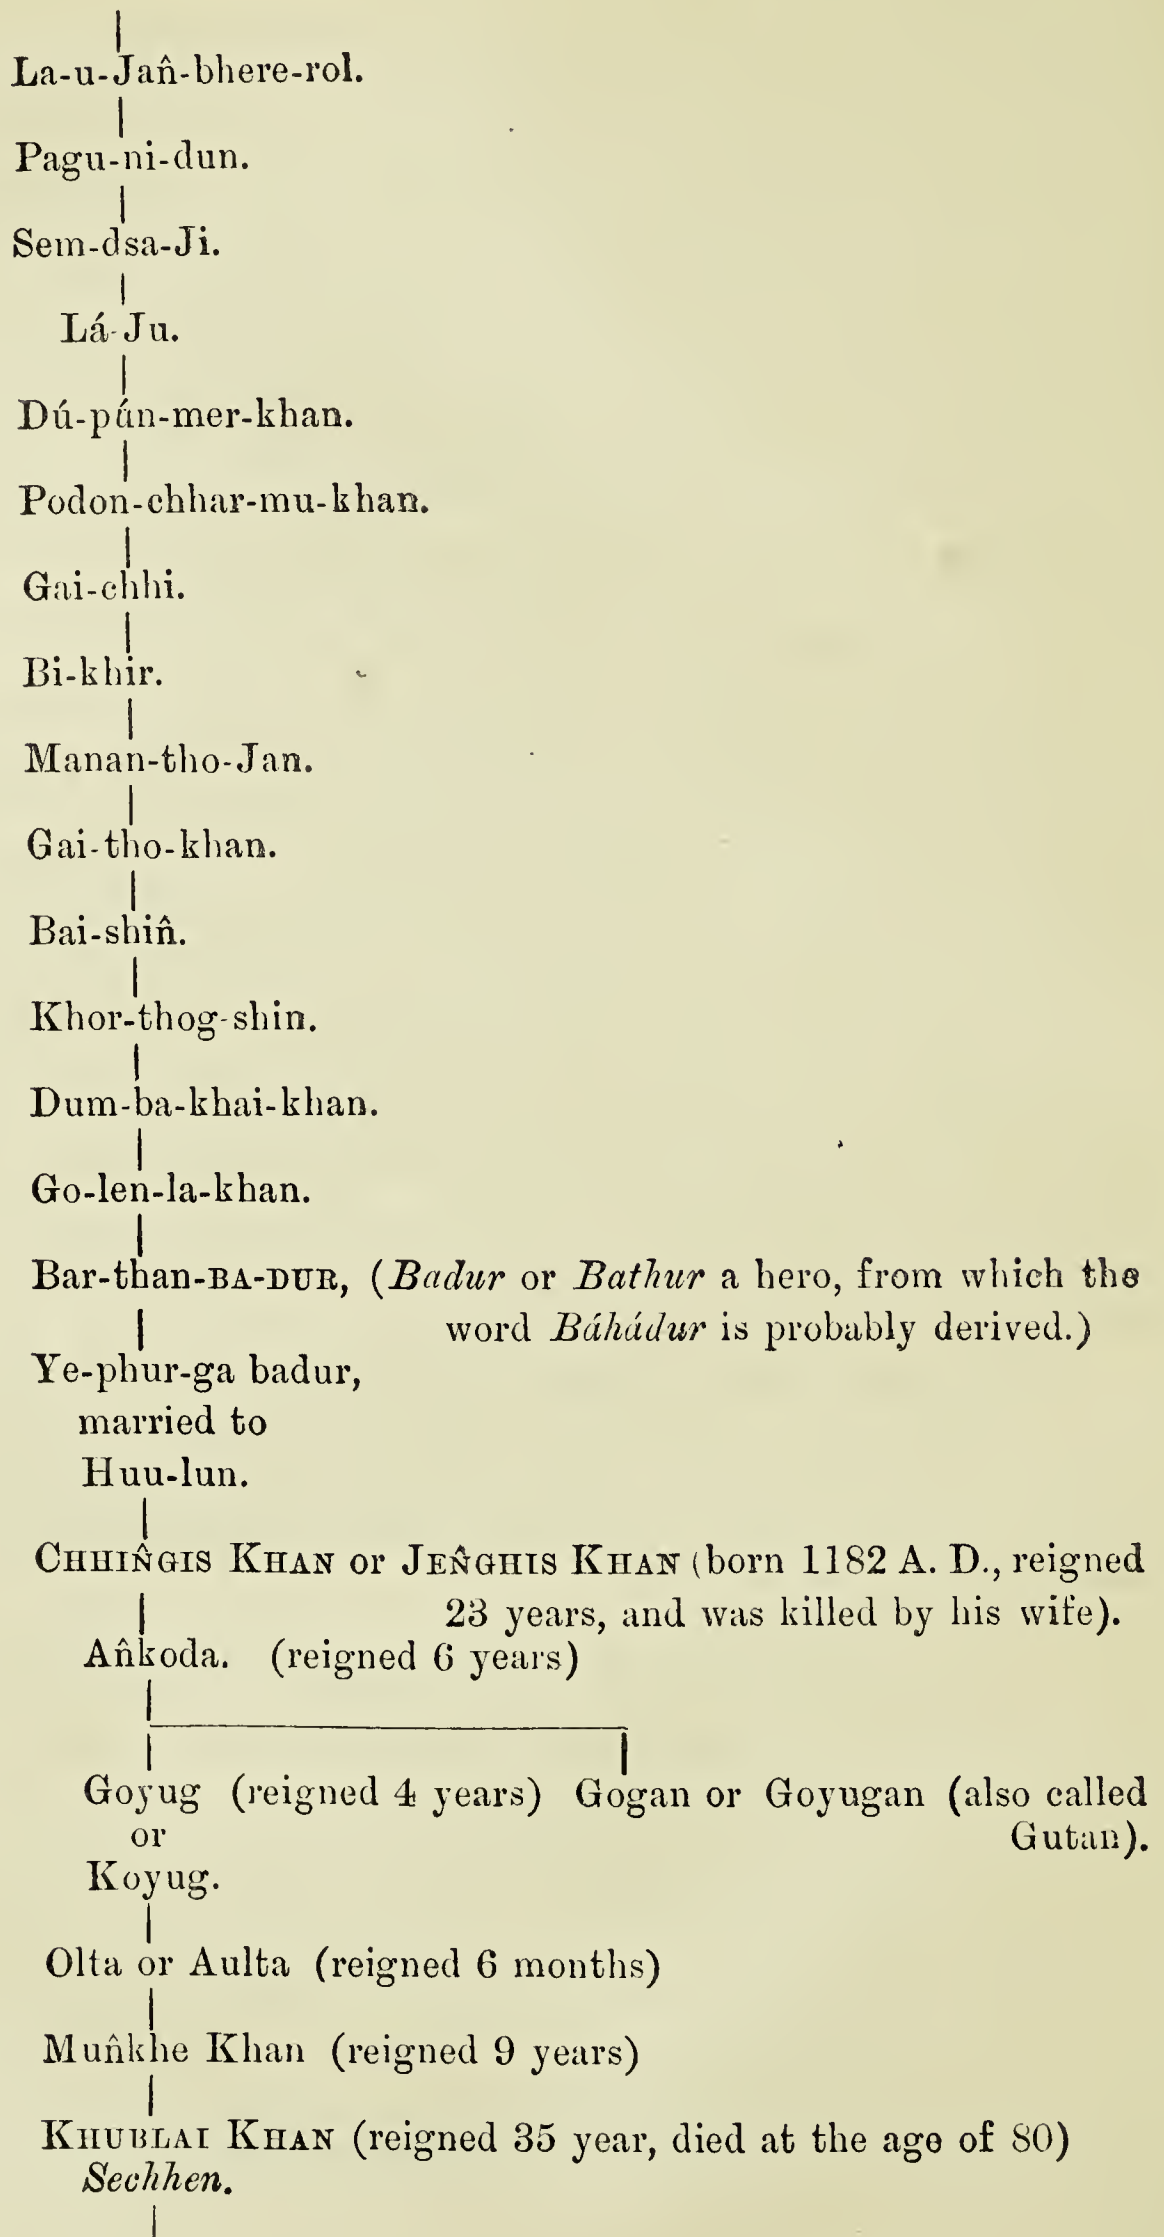 La-u-Jan̂-bhere-rol.
Pagu-ni-dun.
Sem-dsa-Ji.
Lá-Ju.
Dú-pán-mer-khan.
Podon-chhar-mu-khan.
Gai-chhi.
Bi-khir.
Manan-tho-Jan.
Gai-tho-khan.
Bai-shin̂.
Khor-thog-shin.
Dum-ba-khai-khan.
Go-len-la-khan.
Bar-than-BA-DUR, (Badur or Bathur a hero, from which the
word Báhádur is probably derived.)
Ye-phur-ga badur,
married to
Huu-lun.
CHHIN̂GIS KHAN or JEN̂GHIS KHAN (born 1182 A. D., reigned
23 years, and was killed by his wife).
An̂koda. (reigned 6 years)
Goyug (reigned 4 years) Gogan or Goyugan (also called
or Gutan).
Koyug.
Olta or Aulta (reigned 6 months)
Mun̂khe Khan (reigned 9 years)
KHUBLAI KHAN (reigned 35 year, died at the age of 80)
Sechhen.